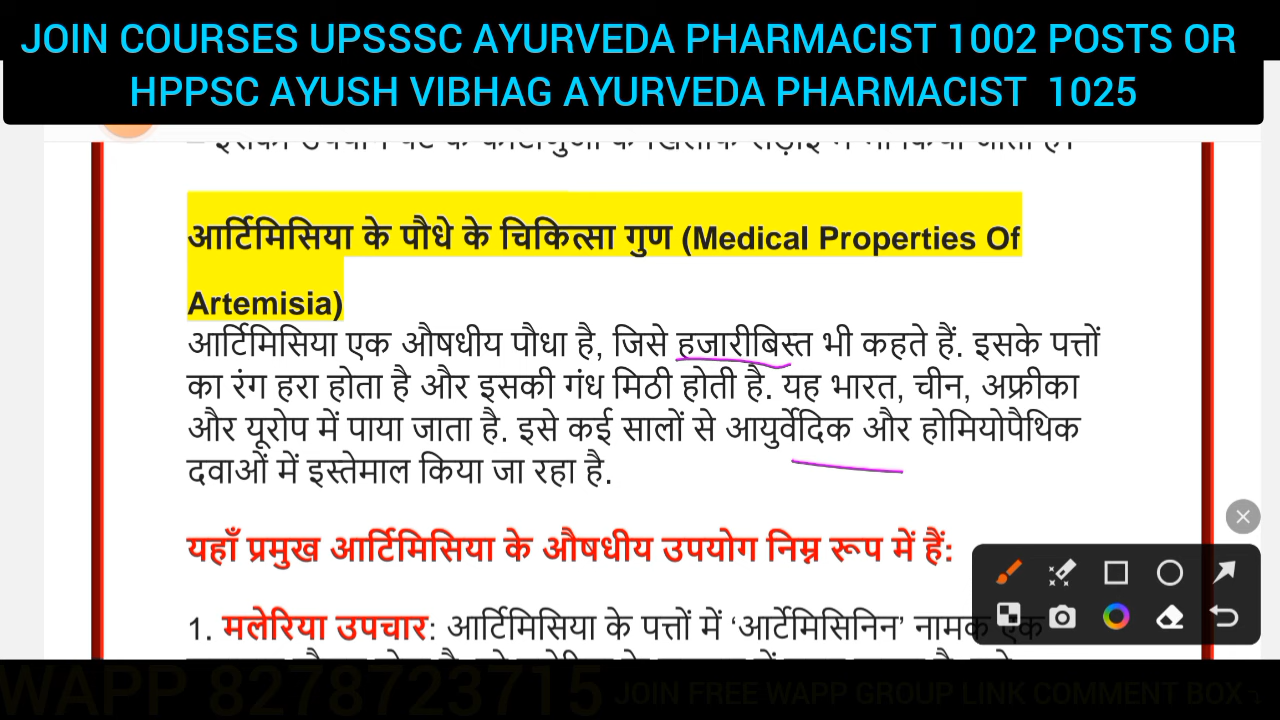 JOIN COURSES UPSSSC AYURVEDA PHARMACIST 1002 POSTS OR
HPPSC AYUSH VIBHAG AYURVEDA PHARMACIST 1025
आर्टिमिसिया के पौधे के चिकित्सा गुण (Medical Properties Of
Artemisia)
आर्टिमिसिया एक औषधीय पौधा है, जिसे हजारीबिस्त भी कहते हैं. इसके पत्तों
का रंग हरा होता है और इसकी गंध मिठी होती है. यह भारत, चीन, अफ्रीका
और यूरोप में पाया जाता है. इसे कई सालों से आयुर्वेदिक और होमियोपैथिक
दवाओं में इस्तेमाल किया जा रहा है.
यहाँ प्रमुख आर्टिमिसिया के औषधीय उपयोग निम्न रूप में हैं:
1. मलेरिया उपचार: आर्टिमिसिया के पत्तों में ‘आर्टेमिसिनिन’ नामक एक
WAPP 8278723715 JOIN FREE WAPP GROUP LINK COMMENT BOX